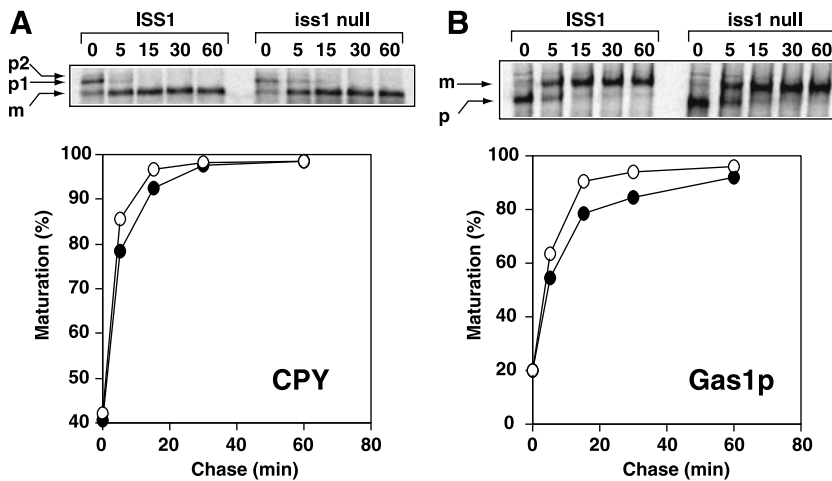 A
ISS1
iss1 null
0 5 15 30 60
0 5 15 30 60
p2
p1
m
100
90
80
70
60
50
40
0 20 40 60 80
Maturation (%)
Chase (min)
CPY
B
ISS1
iss1 null
0 5 15 30 60
0 5 15 30 60
m
p
100
80
60
40
20
0
0 20 40 60 80
Maturation (%)
Chase (min)
Gas1p